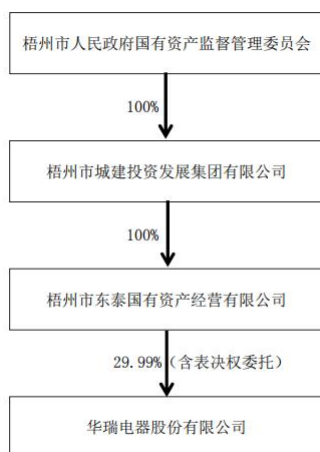 梧州市人民政府国有资产监督管理委员会
100%
梧州市城建投资发展集团有限公司
100%
梧州市东泰国有资产经营有限公司
29.99%（含表决权委托）
华瑞电器股份有限公司